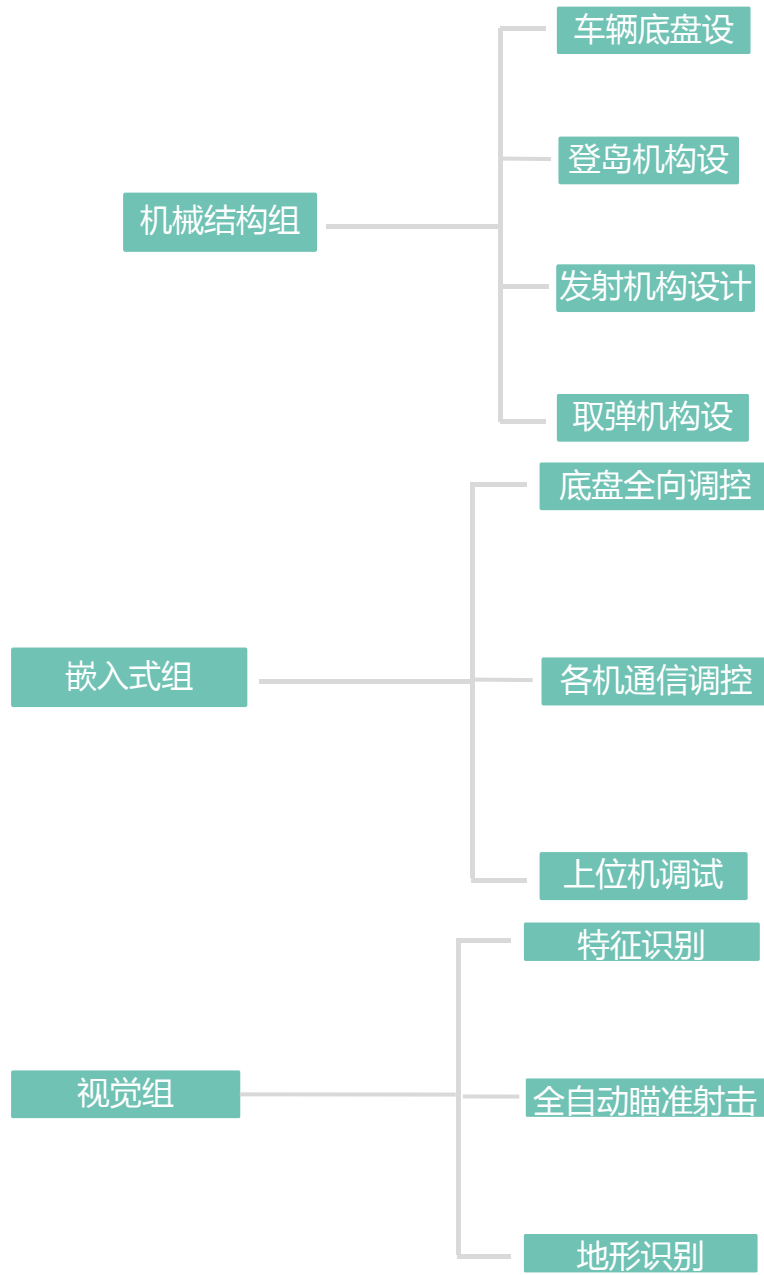 机械结构组
车辆底盘设
登岛机构设
发射机构设计
取弹机构设
嵌入式组
底盘全向调控
各机通信调控
上位机调试
视觉组
特征识别
全自动瞄准射击
地形识别